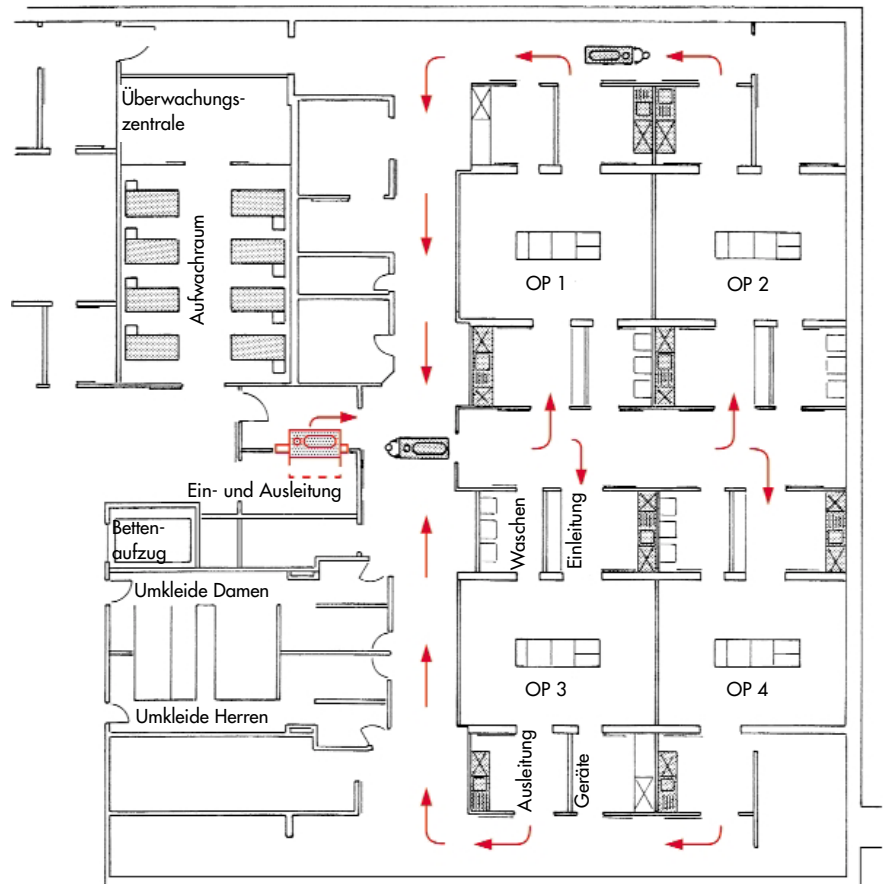 Überwachungs-
zentrale
Aufwachraum
OP 1
OP 2
Ein- und Ausleitung
Waschen
Einleitung
Betten-
aufzug
Umkleide Damen
OP 3
OP 4
Umkleide Herren
Ausleitung
Geräte